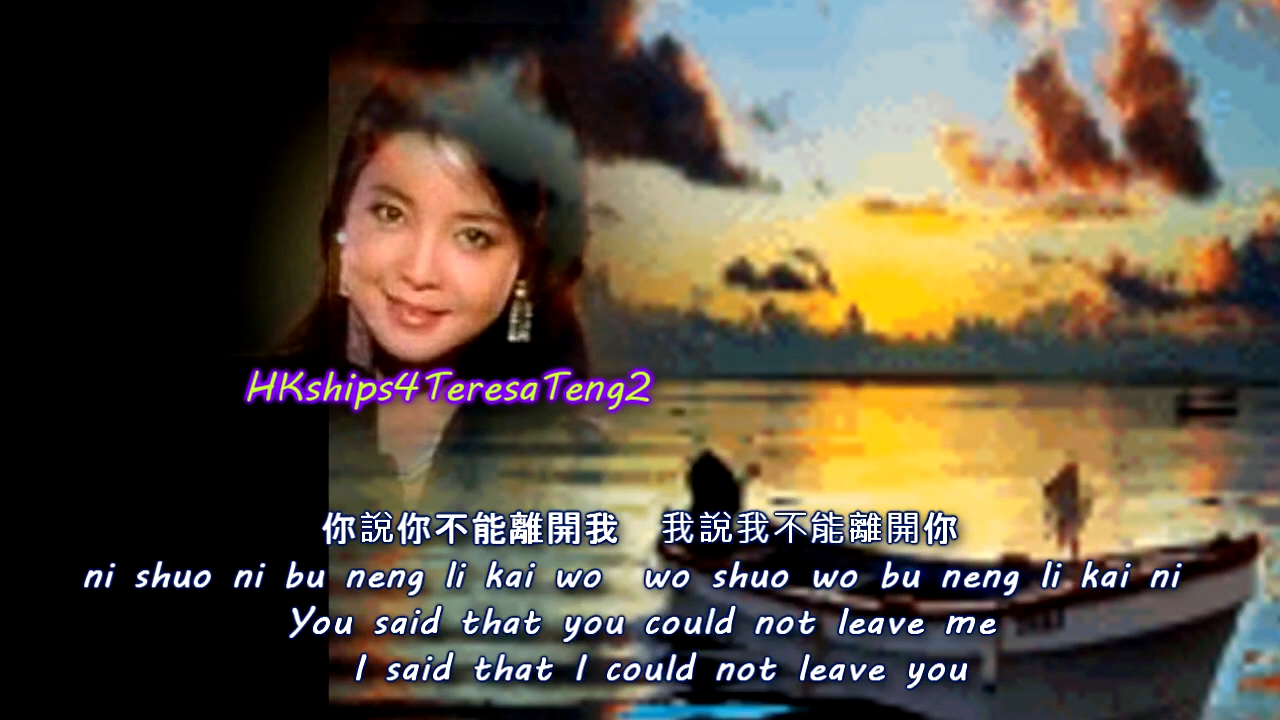 HKships4TeresaTeng2
你說你不能離開我　我說我不能離開你
ni shuo ni bu neng li kai wo　wo shuo wo bu neng li kai ni
You said that you could not leave me
I said that I could not leave you